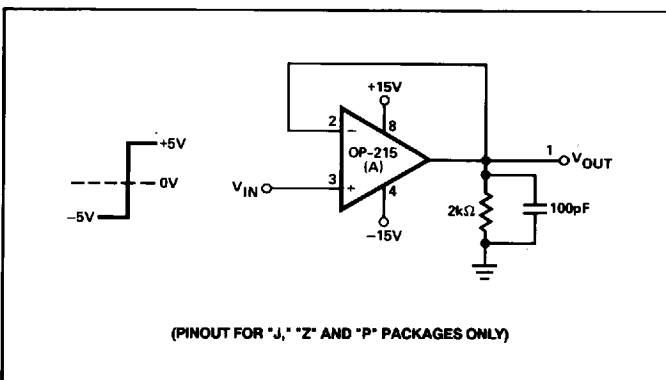 +15V
2
8
+5V
OP-215
(A)
1
VOUT
0V
VIN
3
4
−5V
2kΩ
100pF
−15V
(PINOUT FOR "J," "Z" AND "P" PACKAGES ONLY)